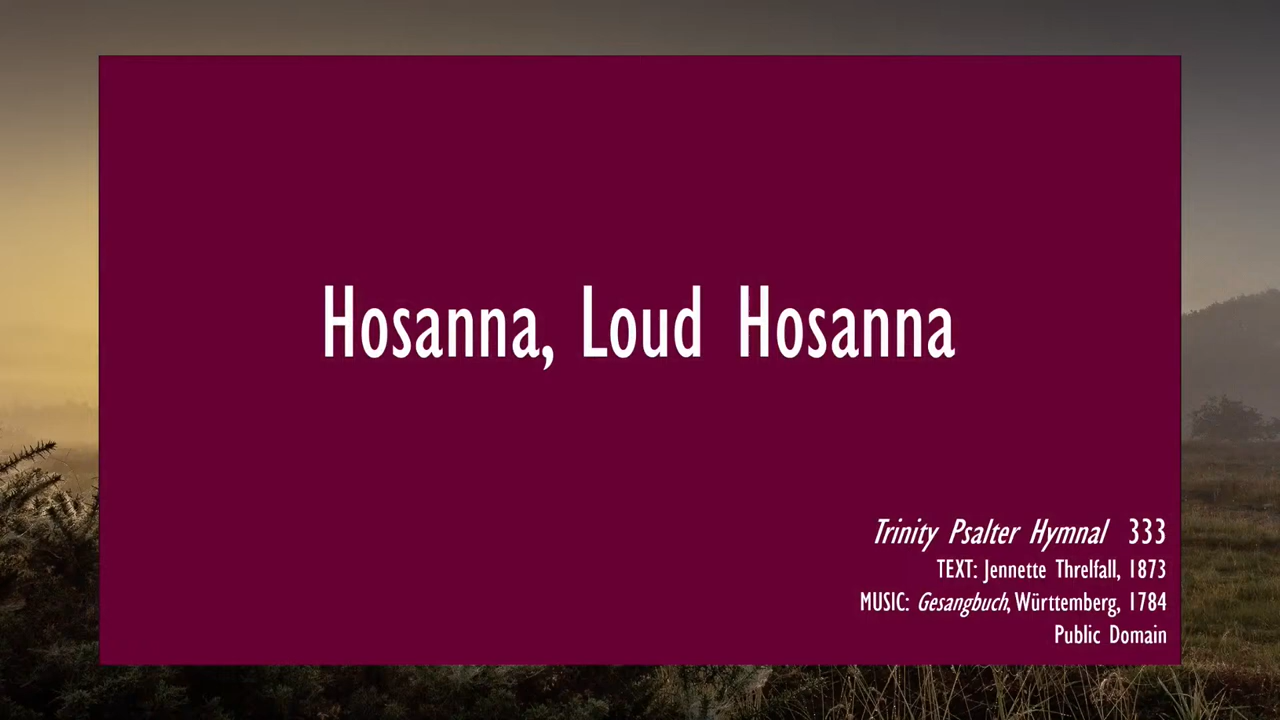 Hosanna, Loud Hosanna
Trinity Psalter Hymnal 333
TEXT: Jennette Threlfall, 1873
MUSIC: Gesangbuch, Württemberg, 1784
Public Domain